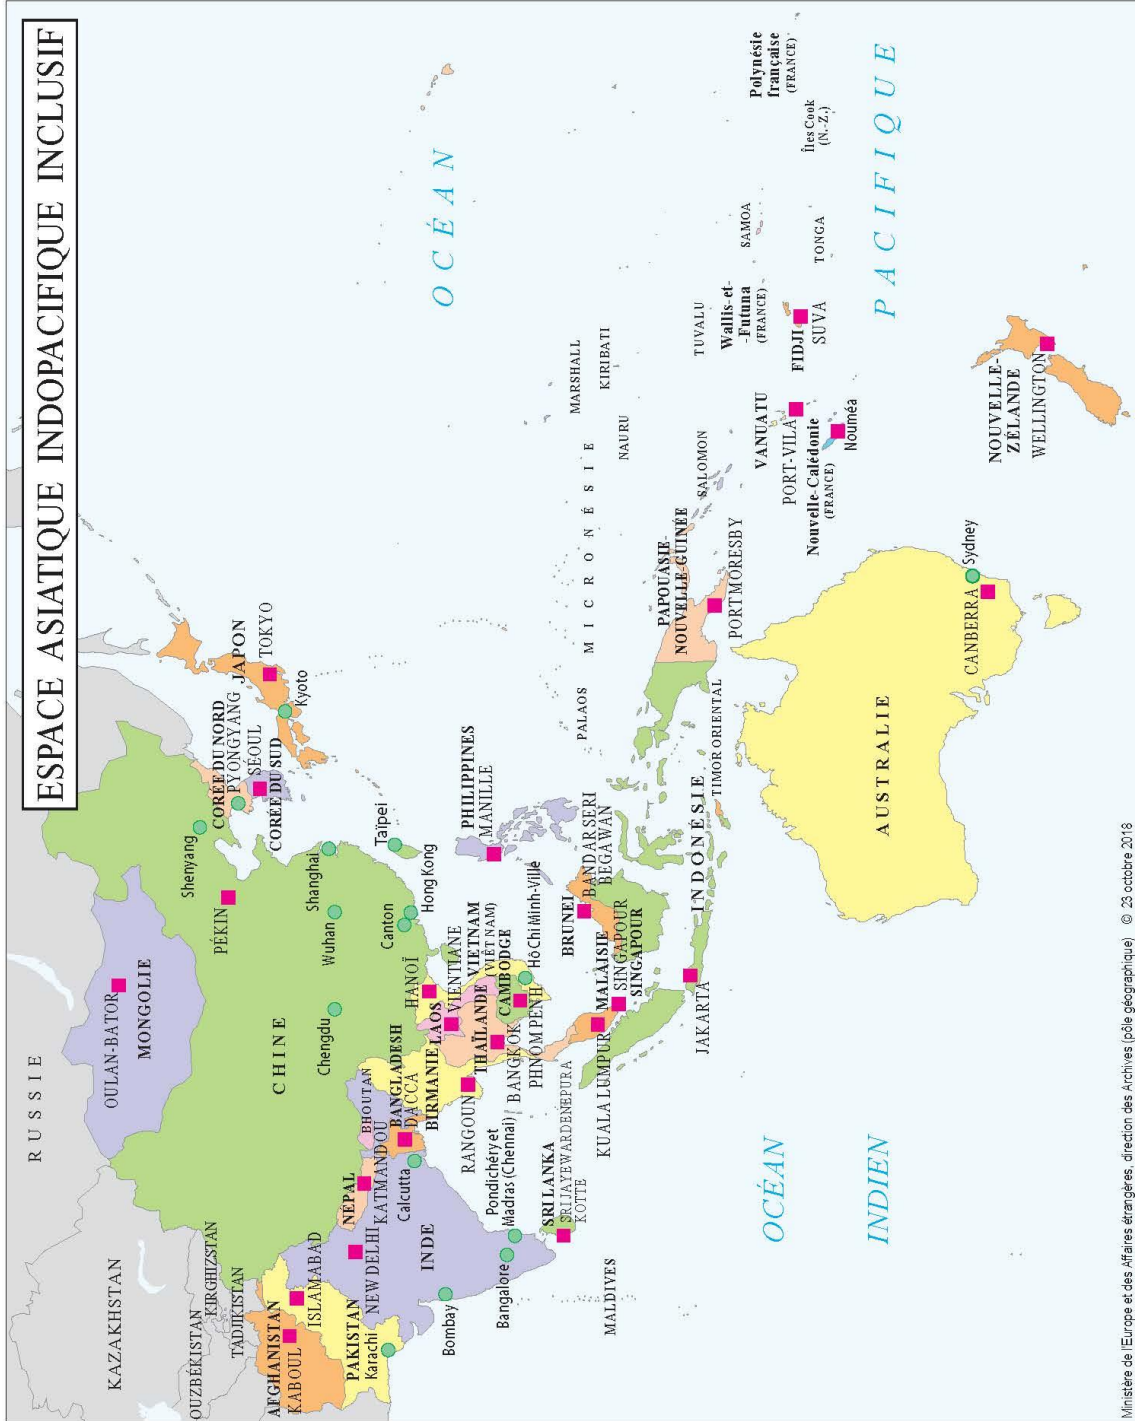 ESPACE ASIATIQUE INDOPACIFIQUE INCLUSIF
RUSSIE
KAZAKHSTAN
OUZBÉKISTAN
KIRGHIZSTAN
TADJIKISTAN
OULAN-BATOR
MONGOLIE
CHINE
PÉKIN
Shenyang
CORÉE DU NORD
PYONGYANG
SÉOUL
CORÉE DU SUD
JAPON
TOKYO
Kyoto
Shanghai
Wuhan
Chengdu
Taïpei
Canton
Hong Kong
AFGHANISTAN
KABOUL
ISLAMABAD
PAKISTAN
Karachi
NEW DELHI
NÉPAL
KATMANDOU
BHOUTAN
BANGLADESH
DACCA
Calcutta
INDE
Bombay
Bangalore
Pondichéry et
Madras (Chennai)
SRI LANKA
SRI JAYEWARDENEPURA
KOTTE
MALDIVES
BIRMANIE
RANGOUN
LAOS
VIENTIANE
HANOÏ
VIETNAM
(VIÊT NAM)
THAÏLANDE
BANGKOK
CAMBODGE
PHNOM PENH
Hô Chi Minh-Ville
PHILIPPINES
MANILLE
BRUNEI
BANDAR SERI
BEGAWAN
MALAISIE
KUALA LUMPUR
SINGAPOUR
SINGAPOUR
INDONÉSIE
JAKARTA
TIMOR ORIENTAL
PALAOS
MICRONÉSIE
MARSHALL
KIRIBATI
NAURU
PAPOUASIE-
NOUVELLE-GUINÉE
PORT MORESBY
SALOMON
TUVALU
Wallis-et-
-Futuna
(FRANCE)
SAMOA
TONGA
Polynésie
française
(FRANCE)
Îles Cook
(N.-Z.)
VANUATU
PORT-VILA
Nouvelle-Calédonie
(FRANCE)
Nouméa
FIDJI
SUVA
AUSTRALIE
CANBERRA
Sydney
NOUVELLE-
ZÉLANDE
WELLINGTON
OCÉAN
PACIFIQUE
OCÉAN
INDIEN
Ministère de l'Europe et des Affaires étrangères, direction des Archives (pôle géographique) © 23 octobre 2018